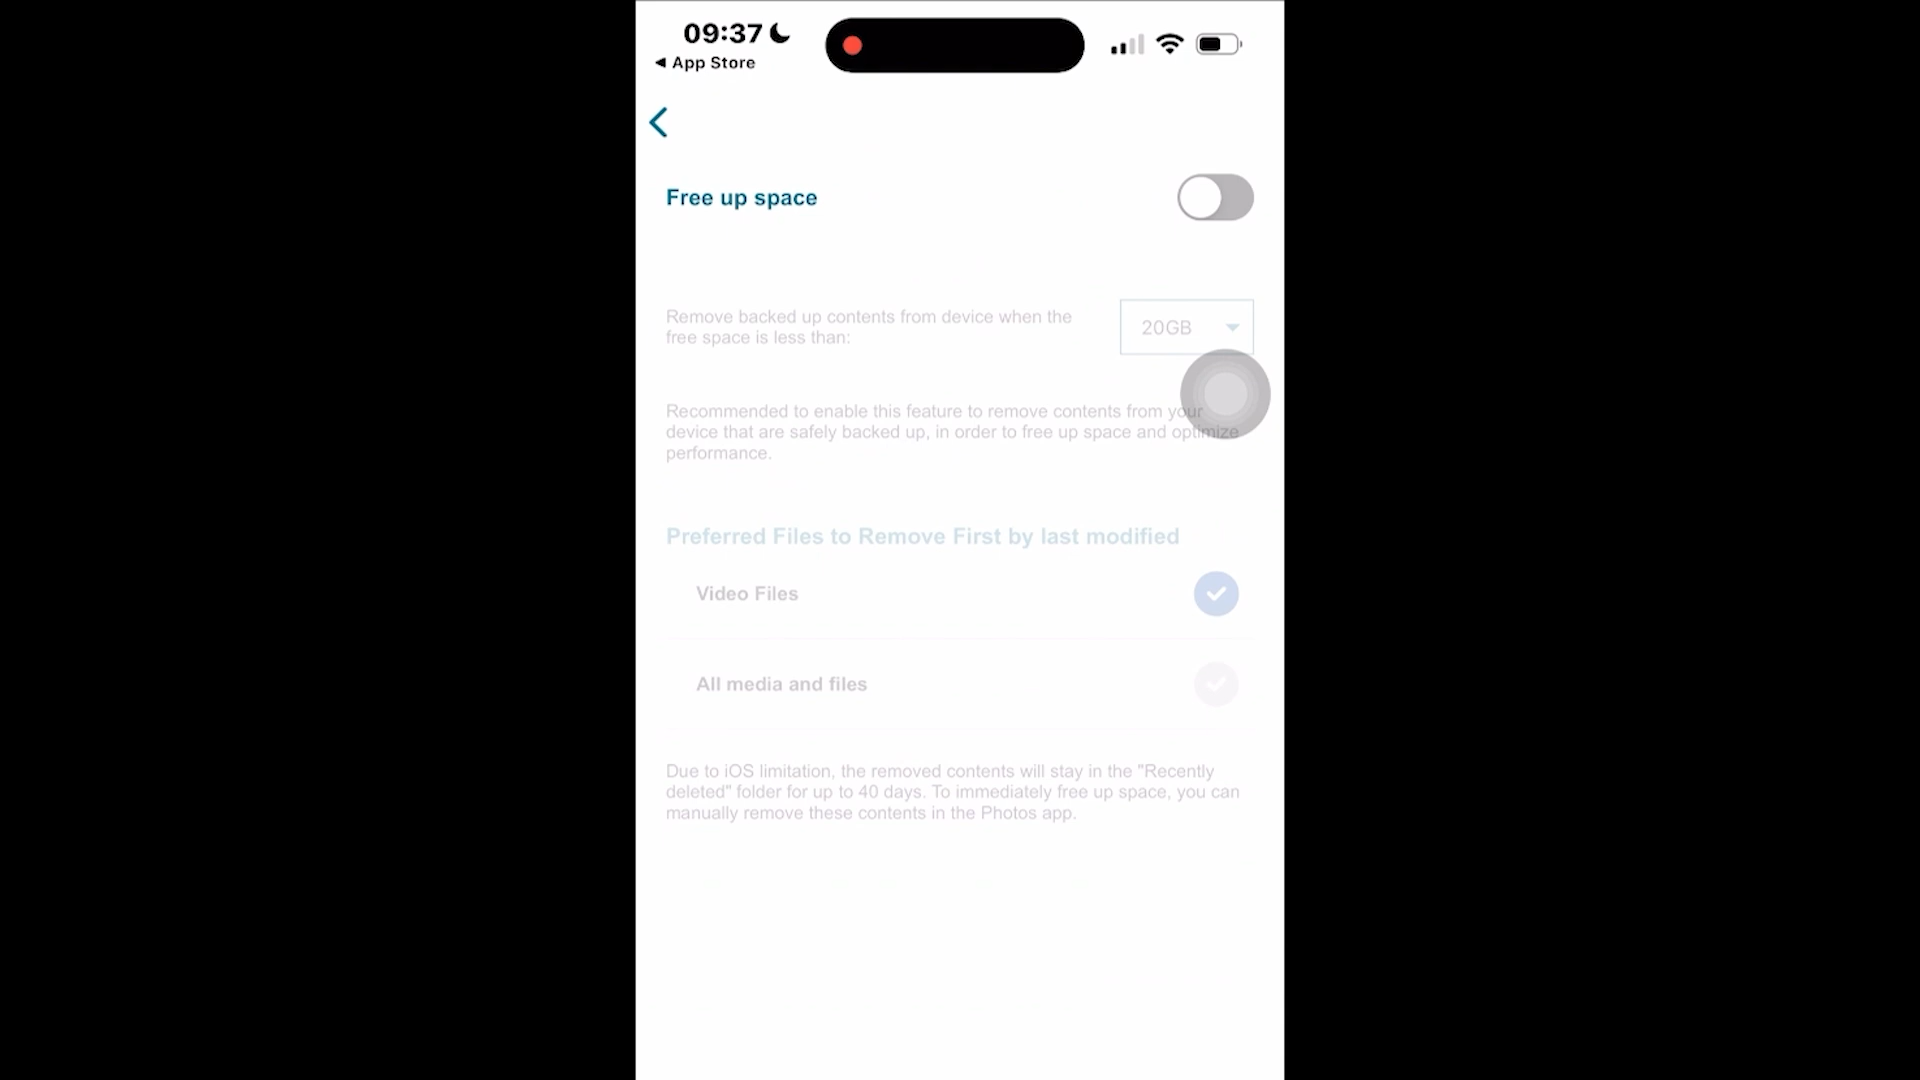 09:37
◀ App Store
Free up space
Remove backed up contents from device when the
free space is less than:
20GB
Recommended to enable this feature to remove contents from your
device that are safely backed up, in order to free up space and optimize
performance.
Preferred Files to Remove First by last modified
Video Files
All media and files
Due to iOS limitation, the removed contents will stay in the "Recently
deleted" folder for up to 40 days. To immediately free up space, you can
manually remove these contents in the Photos app.